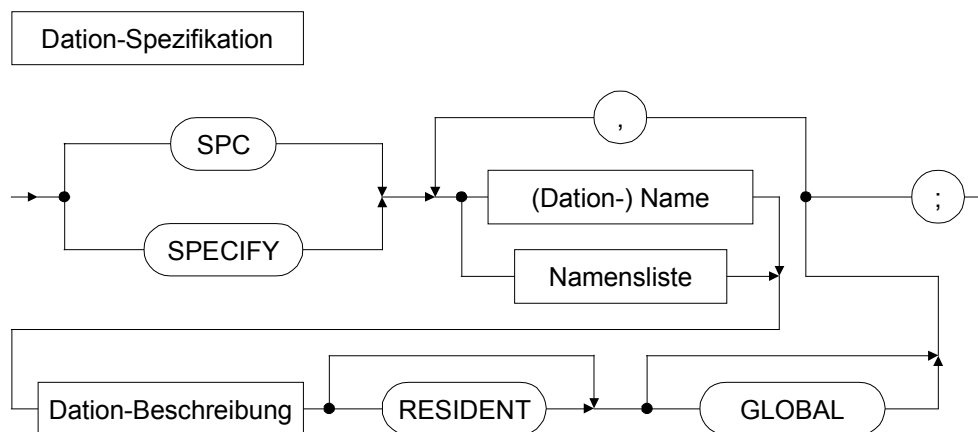 Dation-Spezifikation
SPC
,
(Dation-) Name
;
SPECIFY
Namensliste
Dation-Beschreibung
RESIDENT
GLOBAL